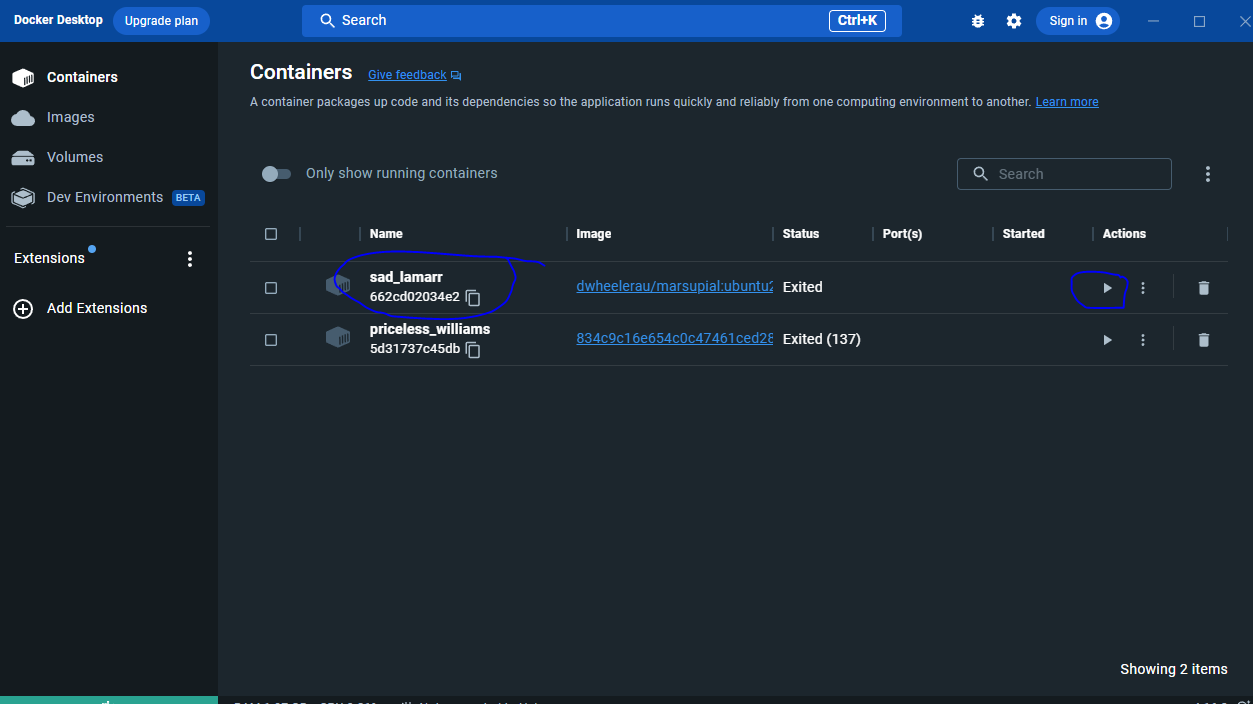 Docker Desktop Upgrade plan Search Ctrl+K Sign in
Containers
Images
Volumes
Dev Environments BETA
Extensions
Add Extensions
Containers Give feedback
A container packages up code and its dependencies so the application runs quickly and reliably from one computing environment to another. Learn more
Only show running containers Search
Name Image Status Port(s) Started Actions
sad_lamarr
662cd02034e2 dwheelerau/marsupial:ubuntu2 Exited
priceless_williams
5d31737c45db 834c9c16e654c0c47461ced28 Exited (137)
Showing 2 items